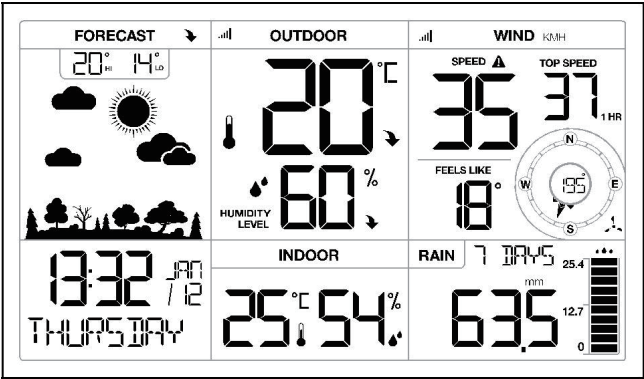 FORECAST
20° HI 14° LO
13:32 JAN / 12
THURSDAY
OUTDOOR
20°C
60%
HUMIDITY
LEVEL
INDOOR
25°C 54%
WIND KMH
SPEED TOP SPEED
35 37 1 HR
FEELS LIKE
18°
N
W 195° E
S
RAIN 7 DAYS
mm
63.5
25.4
12.7
0